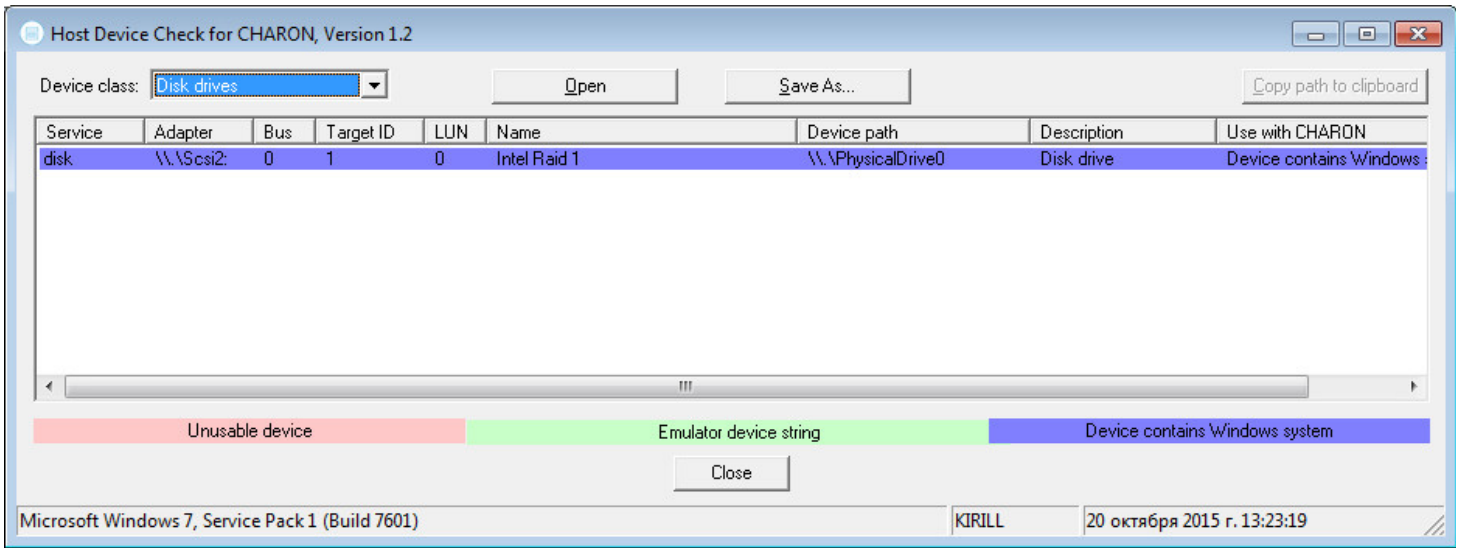 Host Device Check for CHARON, Version 1.2
Device class: Disk drives Open Save As... Copy path to clipboard
Service Adapter Bus Target ID LUN Name Device path Description Use with CHARON
disk \\.\Scsi2: 0 1 0 Intel Raid 1 \\.\PhysicalDrive0 Disk drive Device contains Windows
Unusable device Emulator device string Device contains Windows system
Close
Microsoft Windows 7, Service Pack 1 (Build 7601) KIRILL 20 октября 2015 г. 13:23:19